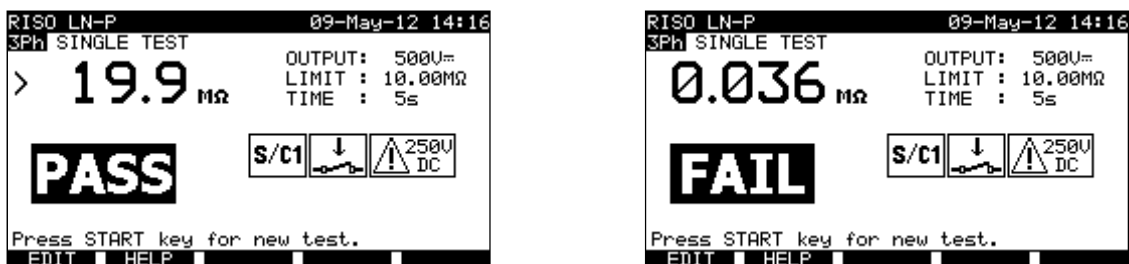 RISO LN-P 09-May-12 14:16
3Ph SINGLE TEST
> 19.9 MΩ
OUTPUT: 500V⎓
LIMIT : 10.00MΩ
TIME : 5s
PASS
S/C1
250V
DC
Press START key for new test.
EDIT HELP
RISO LN-P 09-May-12 14:16
3Ph SINGLE TEST
0.036 MΩ
OUTPUT: 500V⎓
LIMIT : 10.00MΩ
TIME : 5s
FAIL
S/C1
250V
DC
Press START key for new test.
EDIT HELP